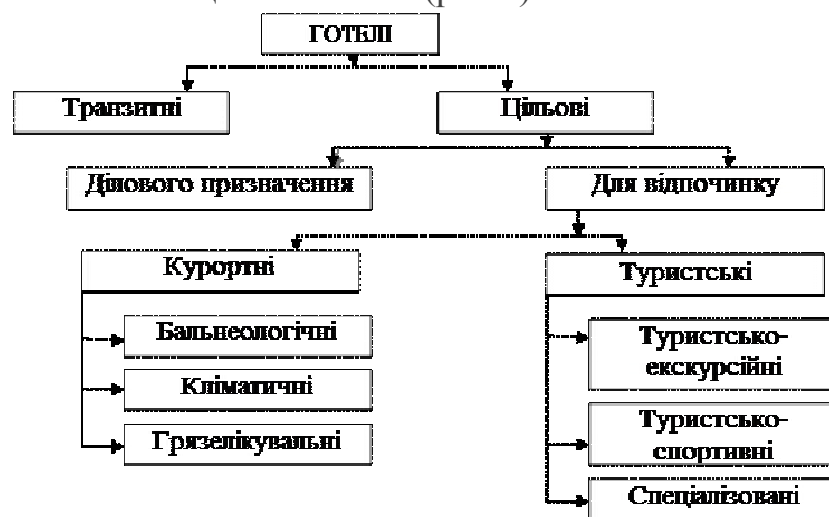 ГОТЕЛІ
Транзитні
Цільові
Ділового призначення
Для відпочинку
Курортні
Туристські
Бальнеологічні
Кліматичні
Грязелікувальні
Туристсько-
екскурсійні
Туристсько-
спортивні
Спеціалізовані